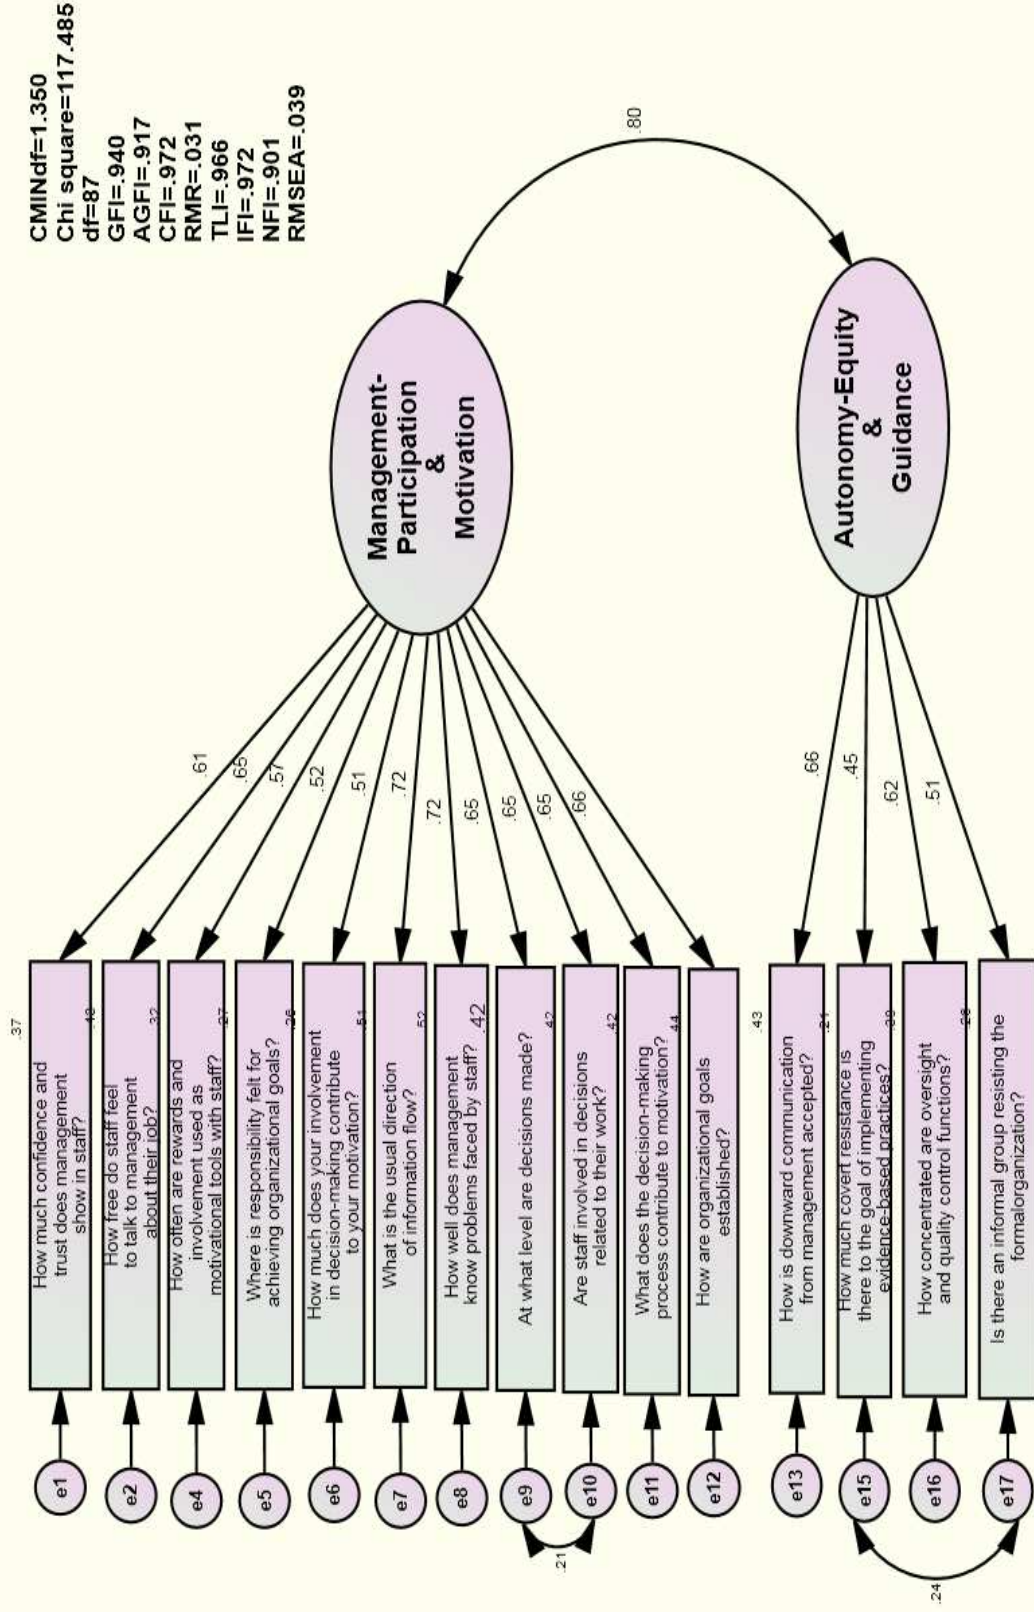 CMINdf=1.350
Chi square=117.485
df=87
GFI=.940
AGFI=.917
CFI=.972
RMR=.031
TLI=.966
IFI=.972
NFI=.901
RMSEA=.039
.80
Management-
Participation
&
Motivation
Autonomy-Equity
&
Guidance
.61
.65
.57
.52
.51
.72
.72
.65
.65
.65
.66
.66
.45
.62
.51
.37
How much confidence and
trust does management
show in staff?
How free do staff feel
to talk to management
about their job?
.32
How often are rewards and
involvement used as
motivational tools with staff?
.27
Where is responsibility felt for
achieving organizational goals?
.26
How much does your involvement
in decision-making contribute
to your motivation?
.51
What is the usual direction
of information flow?
.52
How well does management
know problems faced by staff?
.42
At what level are decisions made?
.42
Are staff involved in decisions
related to their work?
.42
What does the decision-making
process contribute to motivation?
.44
How are organizational goals
established?
.43
How is downward communication
from management accepted?
.21
How much covert resistance is
there to the goal of implementing
evidence-based practices?
How concentrated are oversight
and quality control functions?
.26
Is there an informal group resisting the
formalorganization?
e1
e2
e4
e5
e6
e7
e8
e9
e10
e11
e12
e13
e15
e16
e17
.21
.24